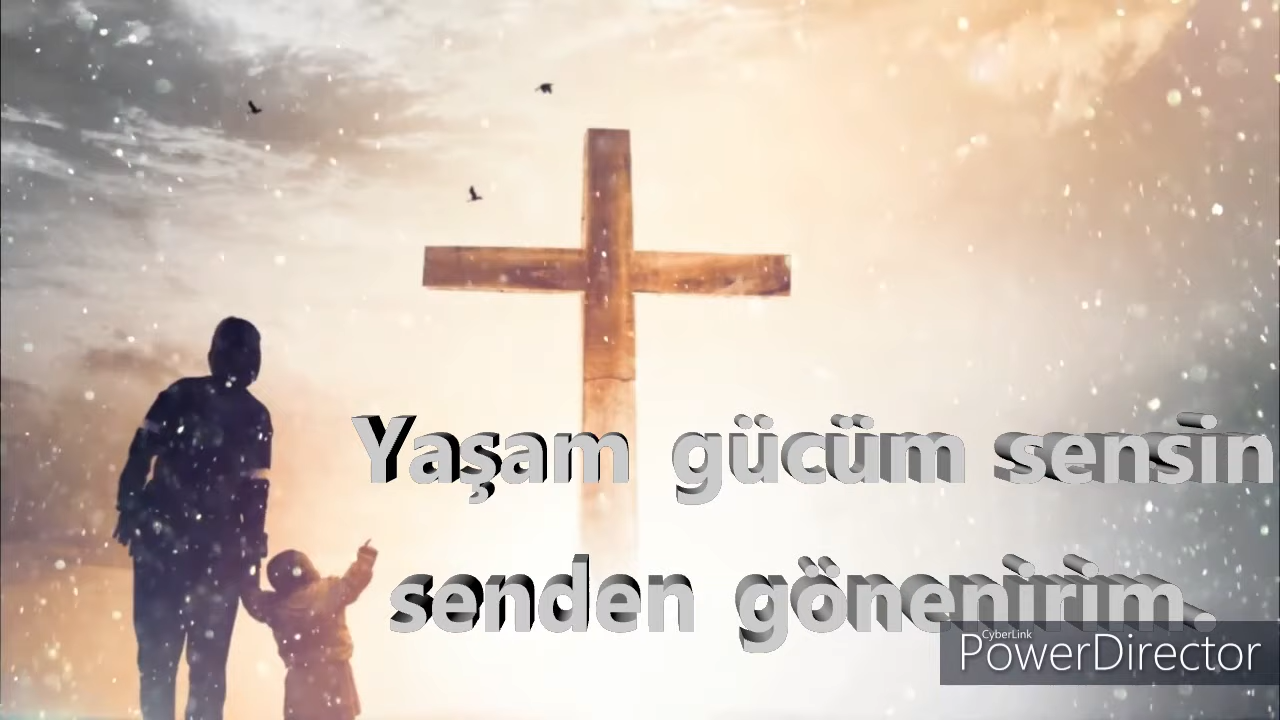 Yaşam gücüm sensin
senden gönenirim.
CyberLink
PowerDirector